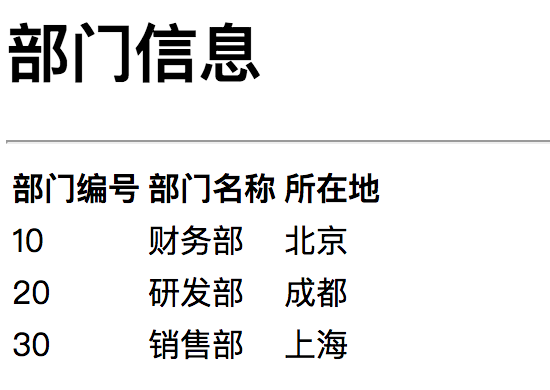 部门信息
部门编号 部门名称 所在地
10 财务部 北京
20 研发部 成都
30 销售部 上海